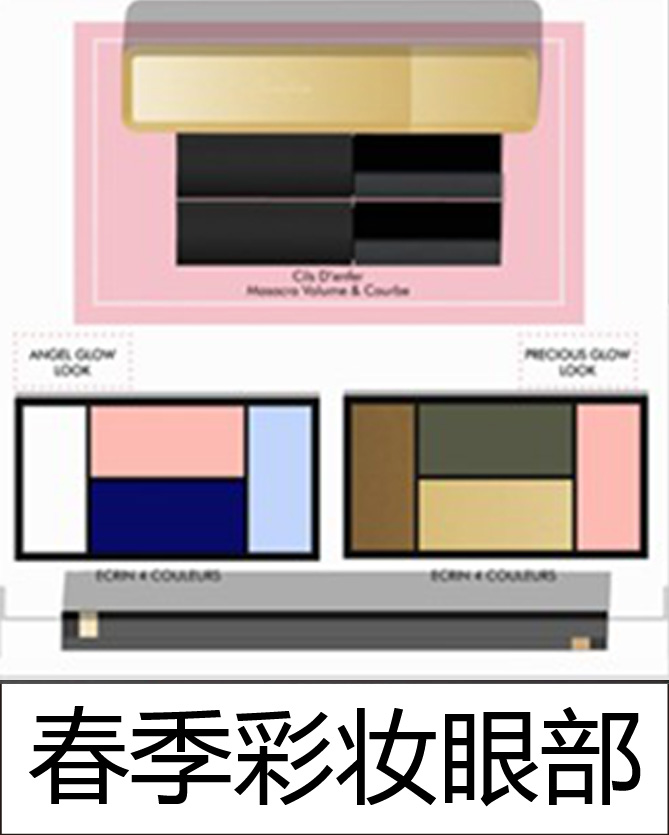 Cils D'enfer
Masacra Volume & Courbe
ANGEL GLOW
LOOK
PRECIOUS GLOW
LOOK
ECRIN 4 COULEURS
ECRIN 4 COULEURS
春季彩妆眼部